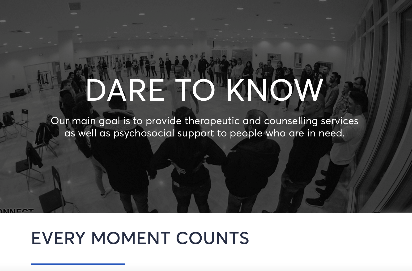 DARE TO KNOW
Our main goal is to provide therapeutic and counselling services
as well as psychosocial support to people who are in need.
EVERY MOMENT COUNTS